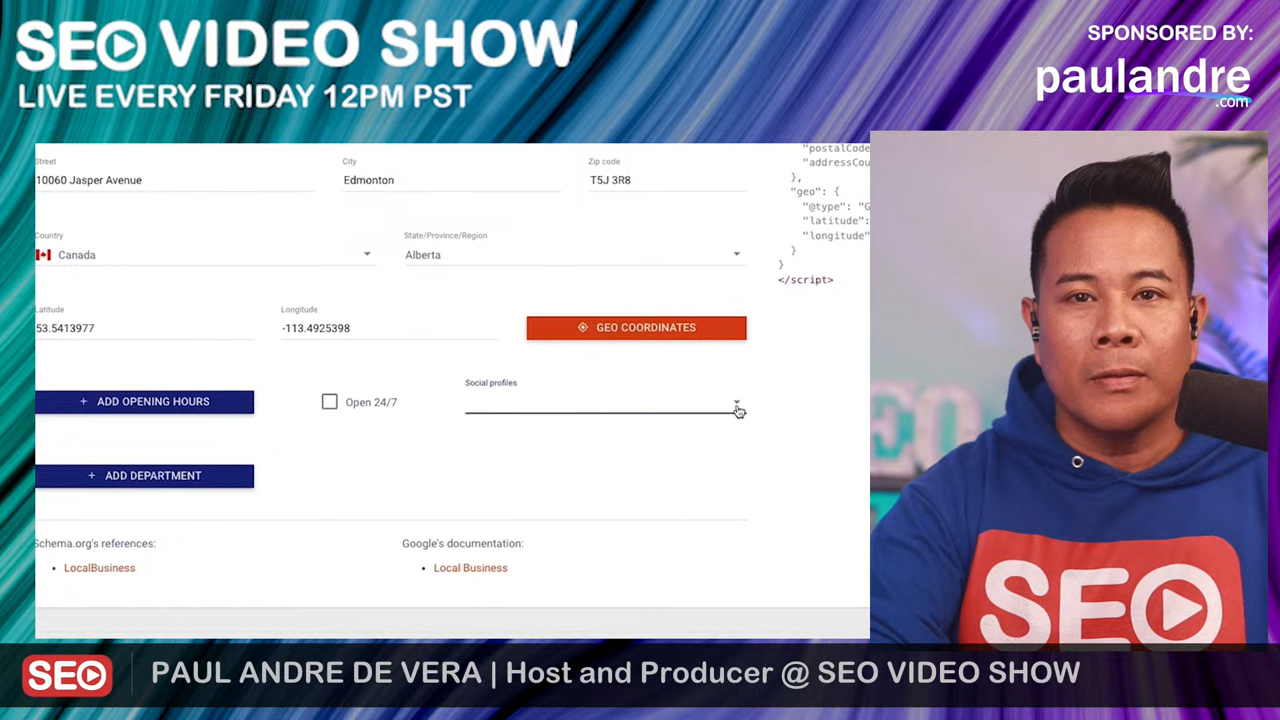 SEO VIDEO SHOW
LIVE EVERY FRIDAY 12PM PST
SPONSORED BY:
paulandre
.com
Street
10060 Jasper Avenue
City
Edmonton
Zip code
T5J 3R8
Country
Canada
State/Province/Region
Alberta
Latitude
53.5413977
Longitude
-113.4925398
GEO COORDINATES
+ ADD OPENING HOURS
Open 24/7
Social profiles
+ ADD DEPARTMENT
Schema.org's references:
• LocalBusiness
Google's documentation:
• Local Business
"postalCode
"addressCou
},
"geo": {
"@type": "G
"latitude":
"longitude"
}
}
</script>
SEO
SEO
PAUL ANDRE DE VERA | Host and Producer @ SEO VIDEO SHOW